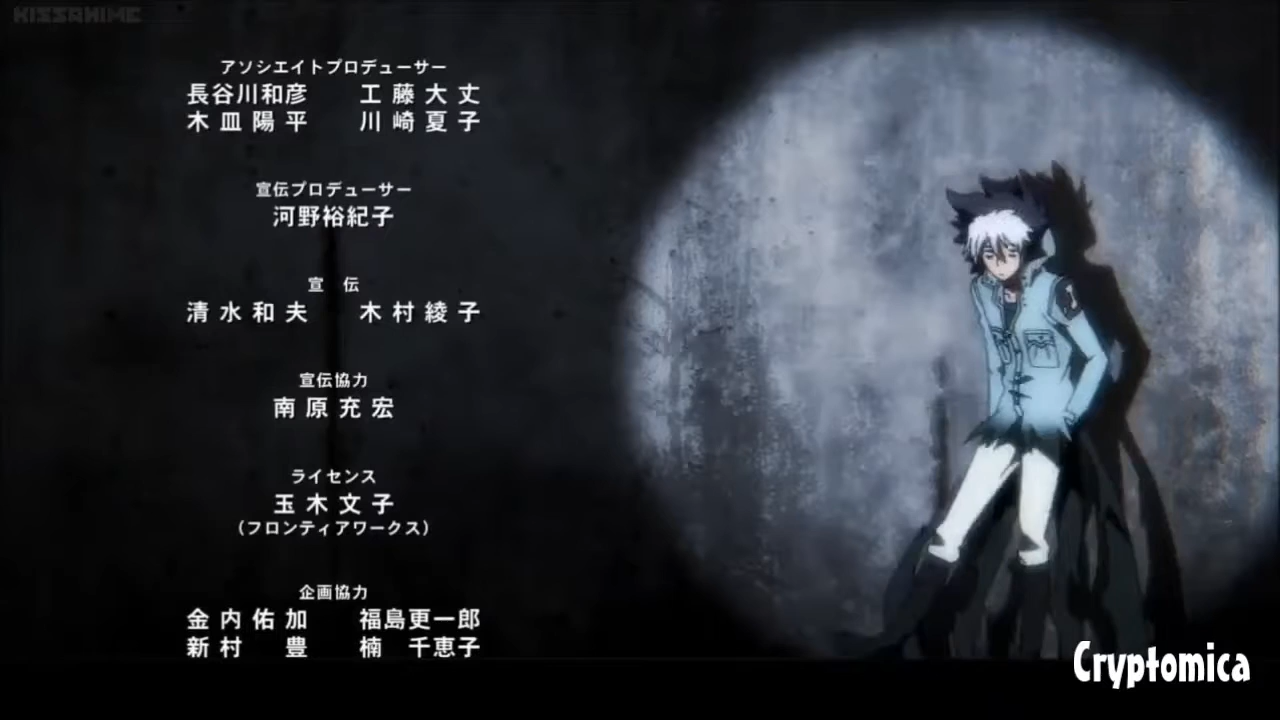 KISSANIME
アソシエイトプロデューサー
長谷川和彦 工藤大丈
木皿陽平 川崎夏子
宣伝プロデューサー
河野裕紀子
宣伝
清水和夫 木村綾子
宣伝協力
南原充宏
ライセンス
玉木文子
（フロンティアワークス）
企画協力
金内佑加 福島更一郎
新村豊 楠千恵子
Cryptomica